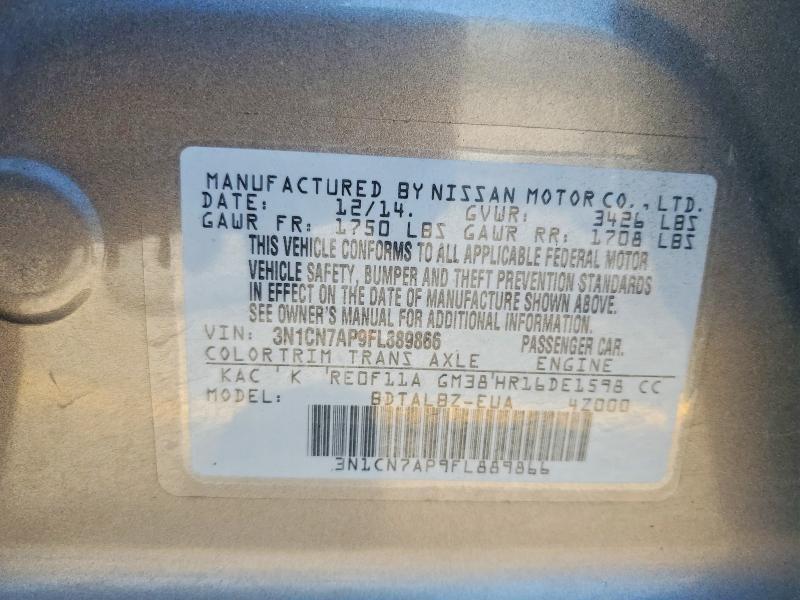 MANUFACTURED BY NISSAN MOTOR CO., LTD.
DATE: 12/14. GVWR: 3426 LBS
GAWR FR: 1750 LBS GAWR RR: 1708 LBS
THIS VEHICLE CONFORMS TO ALL APPLICABLE FEDERAL MOTOR
VEHICLE SAFETY, BUMPER AND THEFT PREVENTION STANDARDS
IN EFFECT ON THE DATE OF MANUFACTURE SHOWN ABOVE.
SEE OWNER'S MANUAL FOR ADDITIONAL INFORMATION.
VIN: 3N1CN7AP9FL889866 PASSENGER CAR.
COLOR TRIM TRANS AXLE ENGINE
KAC K RE0F11A GM38 HR16DE1598 CC
MODEL: BDTALBZ-EUA 4Z000
3N1CN7AP9FL889866